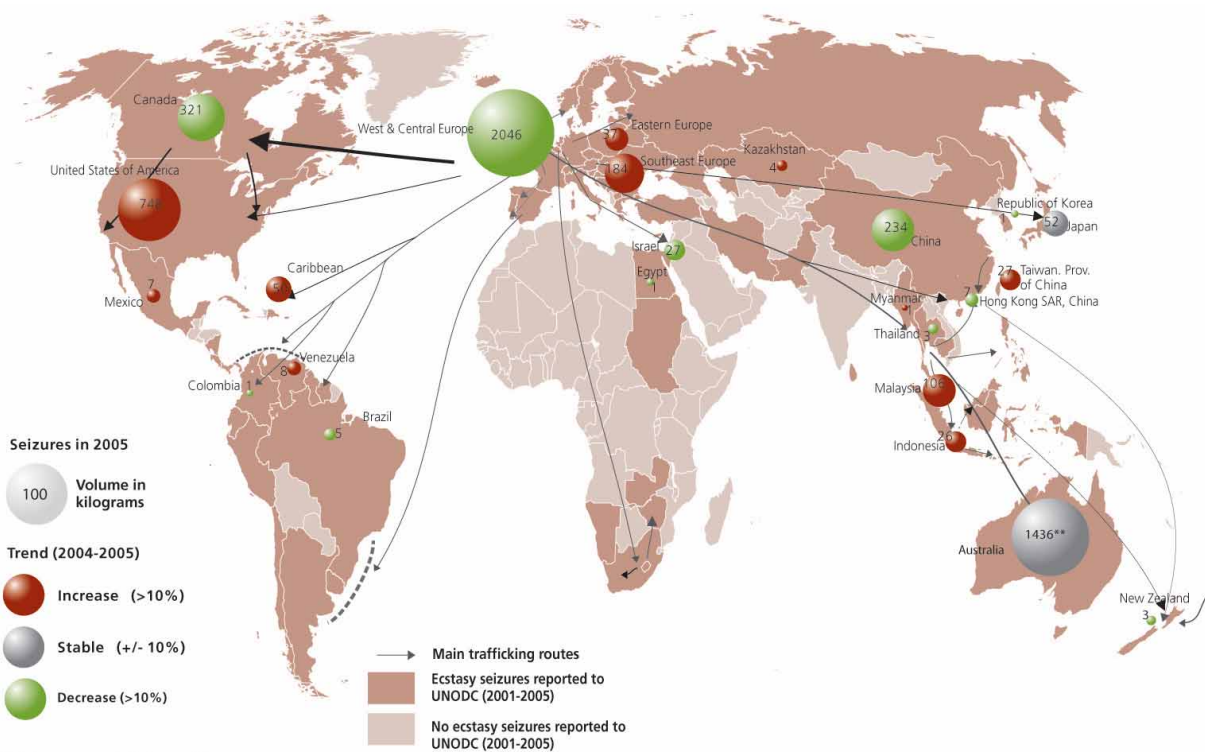 Canada
321
West & Central Europe
2046
Eastern Europe
37
Southeast Europe
184
Kazakhstan
4
United States of America
Republic of Korea
1
52
Japan
234
China
Israel
27
Egypt
1
Caribbean
7
Mexico
27
Taiwan. Prov.
of China
7
Hong Kong SAR, China
Myanmar
1
Thailand
3
Venezuela
8
Colombia 1
Brazil
5
Malaysia
106
Indonesia
26
Australia
1436**
New Zealand
3
Seizures in 2005
100
Volume in
kilograms
Trend (2004-2005)
Increase (>10%)
Stable (+/- 10%)
Decrease (>10%)
Main trafficking routes
Ecstasy seizures reported to
UNODC (2001-2005)
No ecstasy seizures reported to
UNODC (2001-2005)